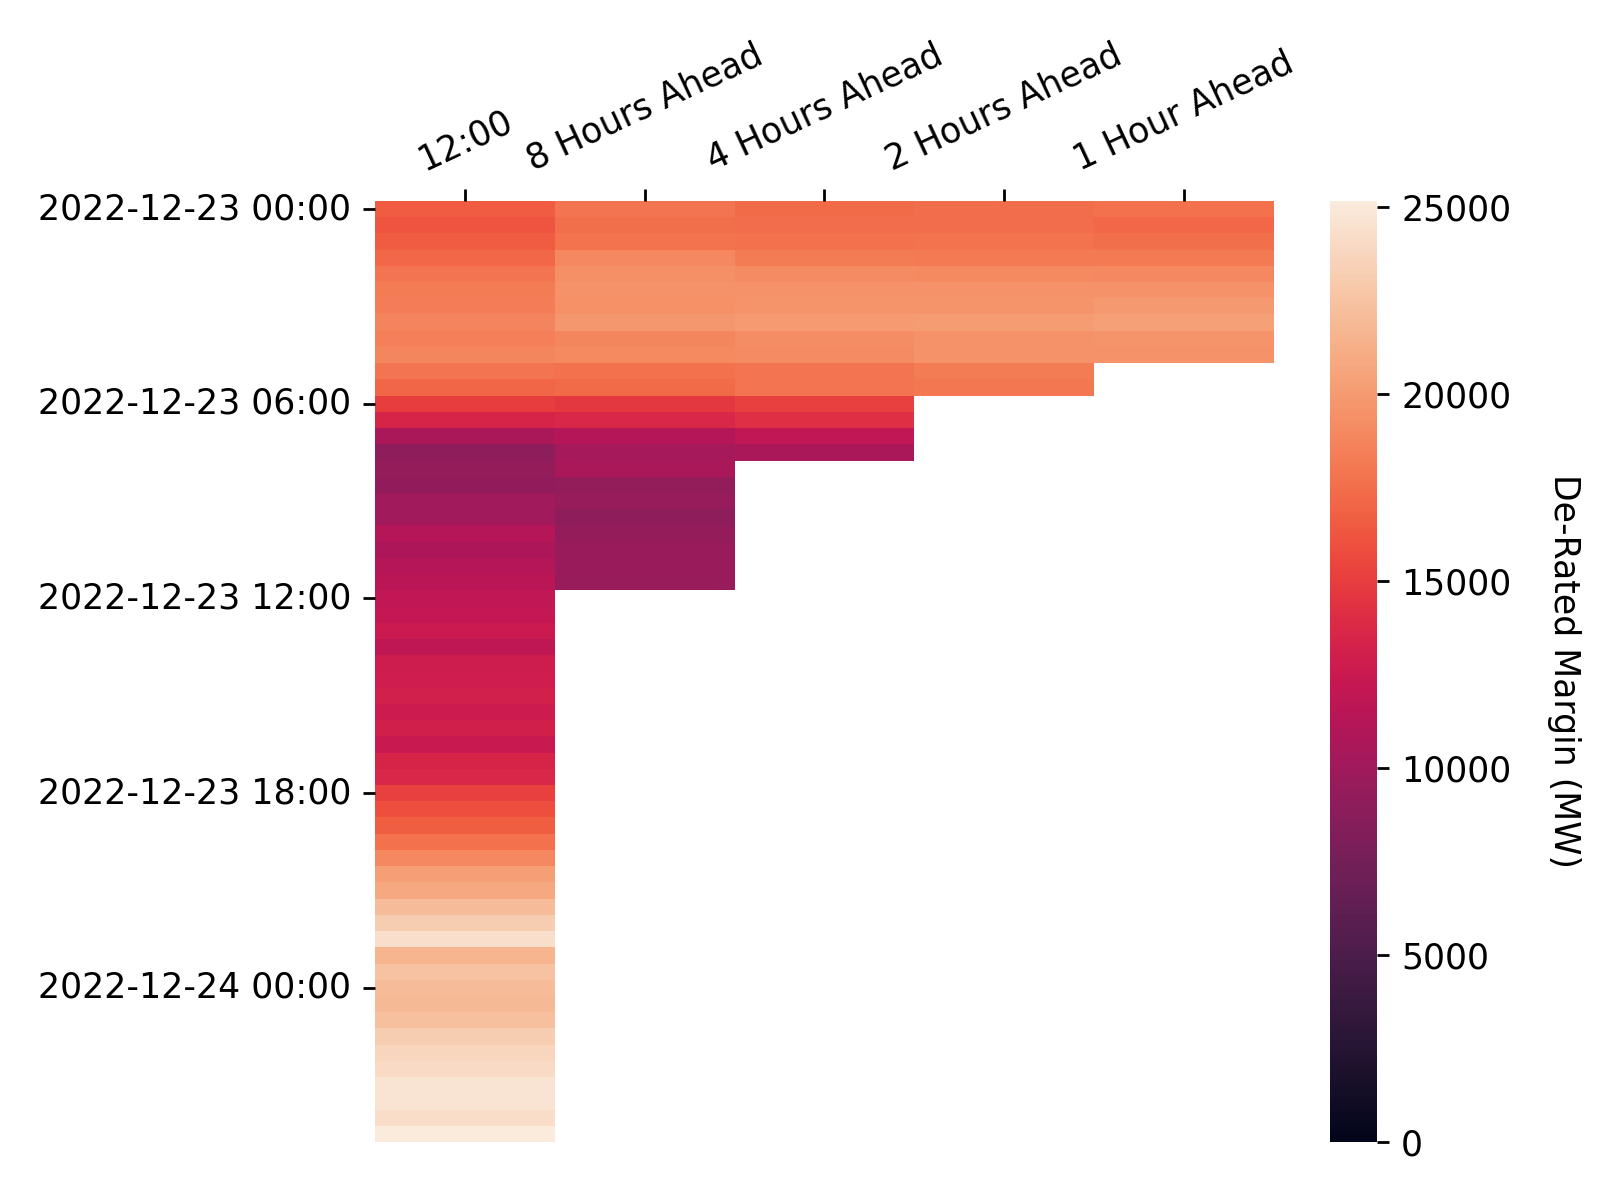 12:00
8 Hours Ahead
4 Hours Ahead
2 Hours Ahead
1 Hour Ahead
2022-12-23 00:00
2022-12-23 06:00
2022-12-23 12:00
2022-12-23 18:00
2022-12-24 00:00
25000
20000
15000
10000
5000
0
De-Rated Margin (MW)